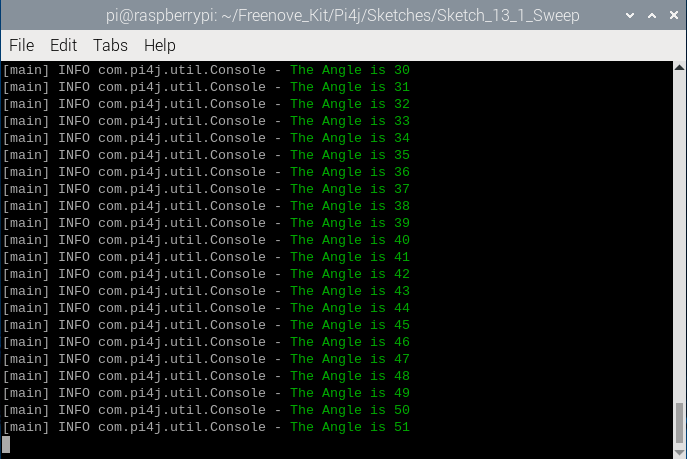 pi@raspberrypi: ~/Freenove_Kit/Pi4j/Sketches/Sketch_13_1_Sweep
File Edit Tabs Help
[main] INFO com.pi4j.util.Console - The Angle is 30
[main] INFO com.pi4j.util.Console - The Angle is 31
[main] INFO com.pi4j.util.Console - The Angle is 32
[main] INFO com.pi4j.util.Console - The Angle is 33
[main] INFO com.pi4j.util.Console - The Angle is 34
[main] INFO com.pi4j.util.Console - The Angle is 35
[main] INFO com.pi4j.util.Console - The Angle is 36
[main] INFO com.pi4j.util.Console - The Angle is 37
[main] INFO com.pi4j.util.Console - The Angle is 38
[main] INFO com.pi4j.util.Console - The Angle is 39
[main] INFO com.pi4j.util.Console - The Angle is 40
[main] INFO com.pi4j.util.Console - The Angle is 41
[main] INFO com.pi4j.util.Console - The Angle is 42
[main] INFO com.pi4j.util.Console - The Angle is 43
[main] INFO com.pi4j.util.Console - The Angle is 44
[main] INFO com.pi4j.util.Console - The Angle is 45
[main] INFO com.pi4j.util.Console - The Angle is 46
[main] INFO com.pi4j.util.Console - The Angle is 47
[main] INFO com.pi4j.util.Console - The Angle is 48
[main] INFO com.pi4j.util.Console - The Angle is 49
[main] INFO com.pi4j.util.Console - The Angle is 50
[main] INFO com.pi4j.util.Console - The Angle is 51